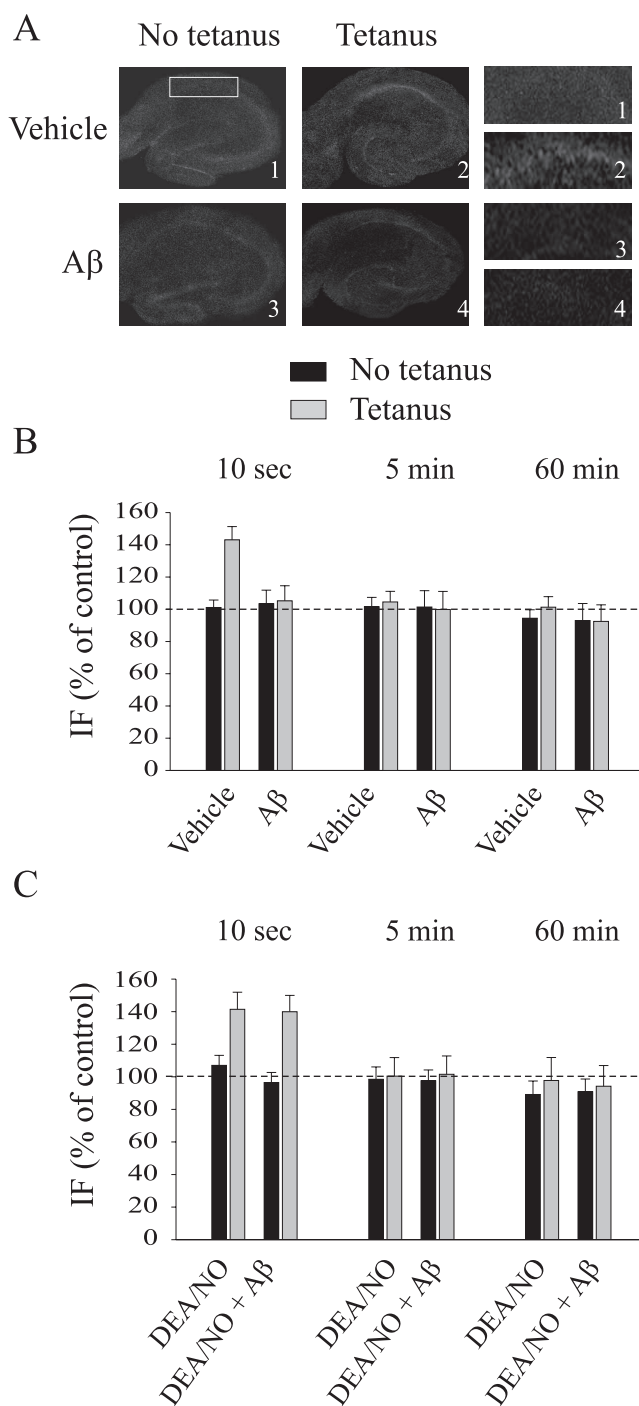 A
No tetanus Tetanus
Vehicle
1 2 1
2
Aβ
3 4 3
4
No tetanus
Tetanus
B
10 sec 5 min 60 min
IF (% of control)
160
140
120
100
80
60
40
20
0
Vehicle Aβ Vehicle Aβ Vehicle Aβ
C
10 sec 5 min 60 min
IF (% of control)
160
140
120
100
80
60
40
20
0
DEA/NO DEA/NO + Aβ DEA/NO DEA/NO + Aβ DEA/NO DEA/NO + Aβ